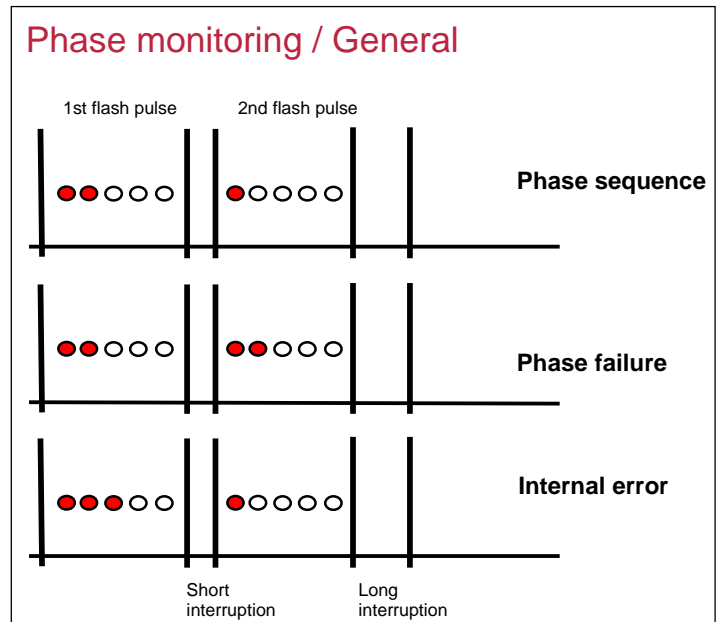 Phase monitoring / General
1st flash pulse
2nd flash pulse
Phase sequence
Phase failure
Internal error
Short
interruption
Long
interruption